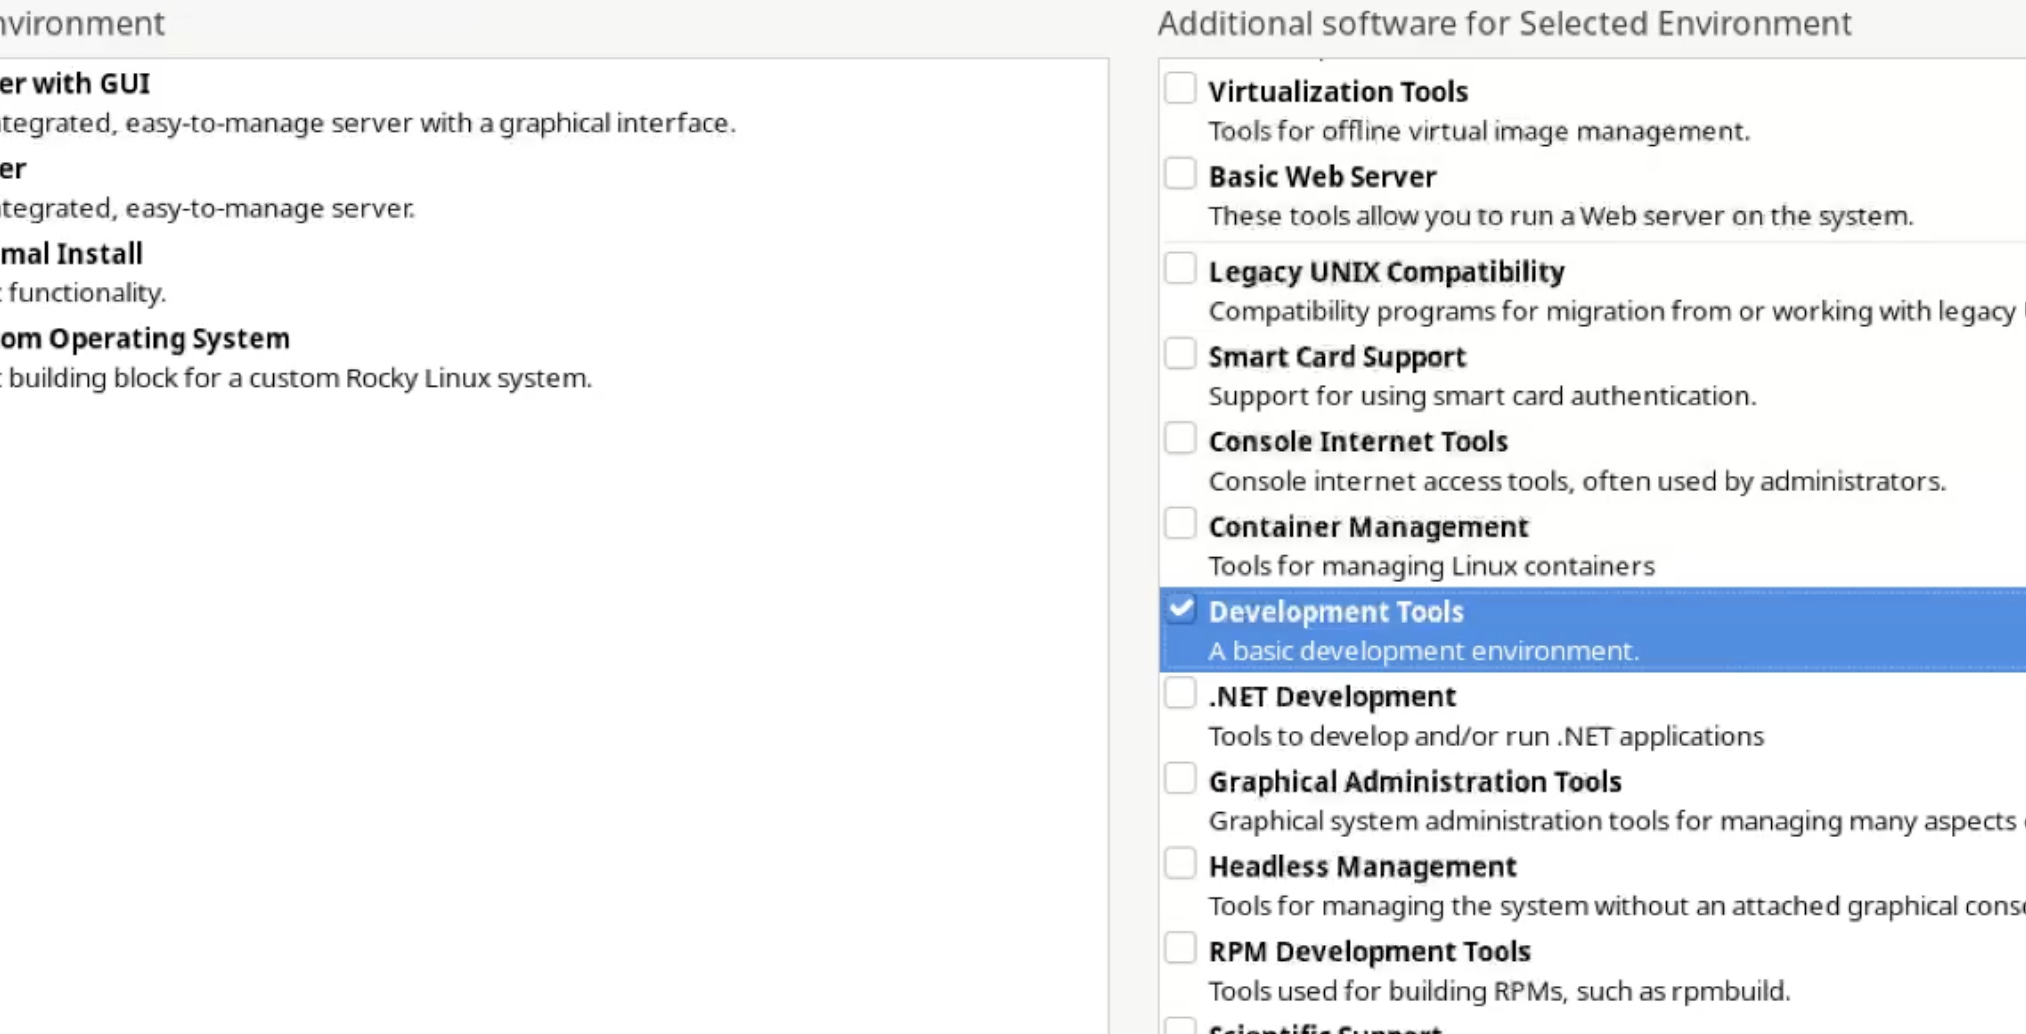 nvironment
er with GUI
tegrated, easy-to-manage server with a graphical interface.
er
tegrated, easy-to-manage server.
mal Install
functionality.
om Operating System
building block for a custom Rocky Linux system.
Additional software for Selected Environment
Virtualization Tools
Tools for offline virtual image management.
Basic Web Server
These tools allow you to run a Web server on the system.
Legacy UNIX Compatibility
Compatibility programs for migration from or working with legacy
Smart Card Support
Support for using smart card authentication.
Console Internet Tools
Console internet access tools, often used by administrators.
Container Management
Tools for managing Linux containers
Development Tools
A basic development environment.
.NET Development
Tools to develop and/or run .NET applications
Graphical Administration Tools
Graphical system administration tools for managing many aspects
Headless Management
Tools for managing the system without an attached graphical cons
RPM Development Tools
Tools used for building RPMs, such as rpmbuild.
Scientific Support